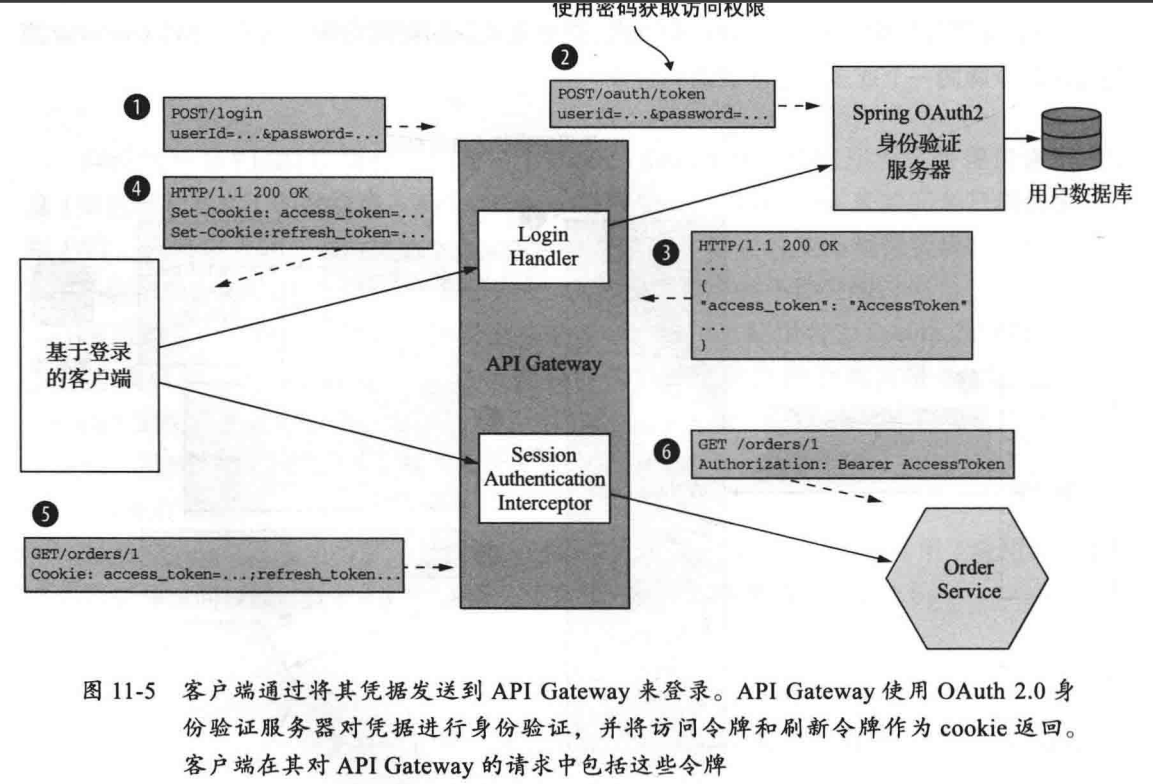 使用密码获取访问权限
❷
POST/oauth/token
userid=...&password=...
❶
POST/login
userId=...&password=...
Spring OAuth2
身份验证
服务器
用户数据库
❹
HTTP/1.1 200 OK
Set-Cookie: access_token=...
Set-Cookie:refresh_token=...
Login
Handler
❸
HTTP/1.1 200 OK
...
{
"access_token": "AccessToken"
...
}
基于登录
的客户端
API Gateway
❻
GET /orders/1
Authorization: Bearer AccessToken
Session
Authentication
Interceptor
❺
GET/orders/1
Cookie: access_token=...;refresh_token...
Order
Service
图 11-5 客户端通过将其凭据发送到 API Gateway 来登录。API Gateway 使用 OAuth 2.0 身
份验证服务器对凭据进行身份验证，并将访问令牌和刷新令牌作为 cookie 返回。
客户端在其对 API Gateway 的请求中包括这些令牌